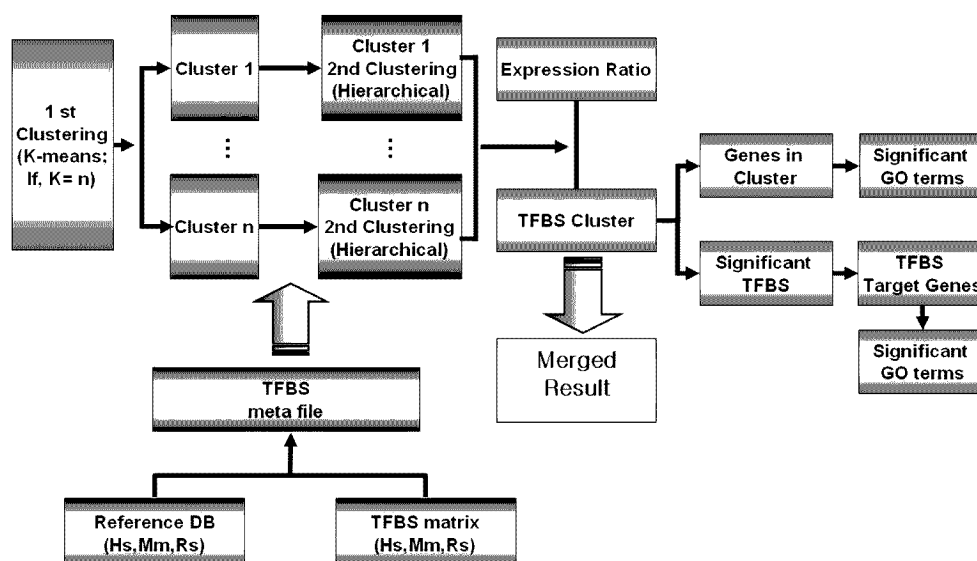 1 st
Clustering
(K-means:
If, K= n)
Cluster 1
⋮
Cluster n
Cluster 1
2nd Clustering
(Hierarchical)
⋮
Cluster n
2nd Clustering
(Hierarchical)
Expression Ratio
TFBS Cluster
Genes in
Cluster
Significant
GO terms
Significant
TFBS
TFBS
Target Genes
Significant
GO terms
Merged
Result
TFBS
meta file
Reference DB
(Hs,Mm,Rs)
TFBS matrix
(Hs,Mm,Rs)